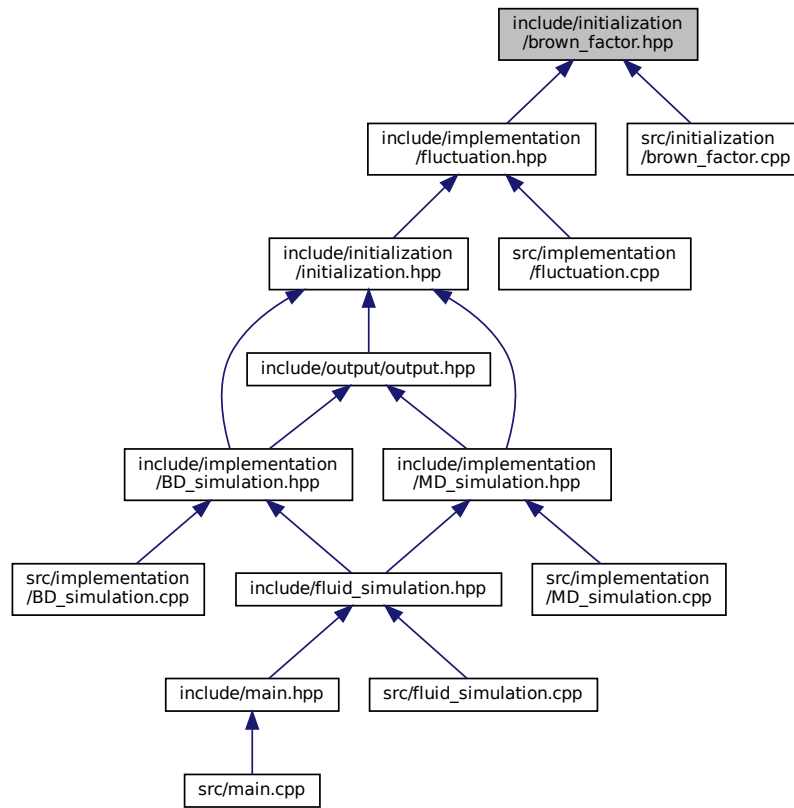 include/initialization
/brown_factor.hpp
include/implementation
/fluctuation.hpp
src/initialization
/brown_factor.cpp
include/initialization
/initialization.hpp
src/implementation
/fluctuation.cpp
include/output/output.hpp
include/implementation
/BD_simulation.hpp
include/implementation
/MD_simulation.hpp
src/implementation
/BD_simulation.cpp
include/fluid_simulation.hpp
src/implementation
/MD_simulation.cpp
include/main.hpp
src/fluid_simulation.cpp
src/main.cpp